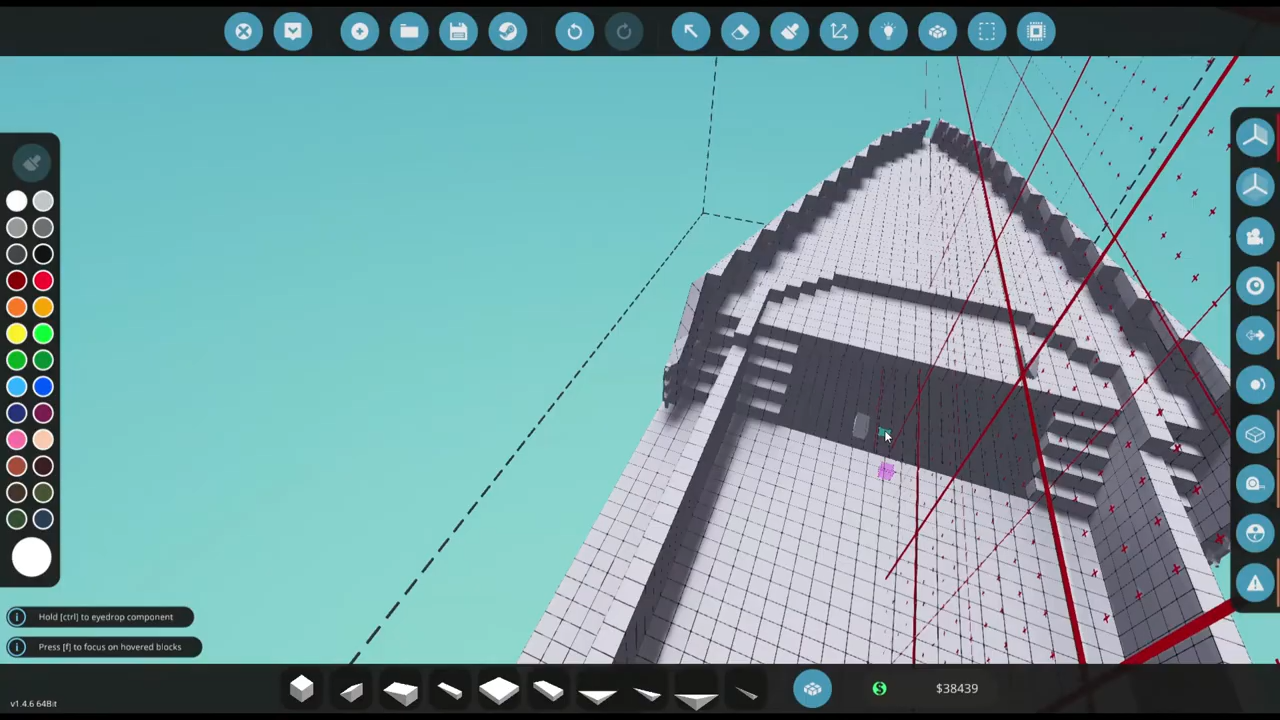 Hold [ctrl] to eyedrop component
Press [f] to focus on hovered blocks
$38439
v1.4.6 64Bit